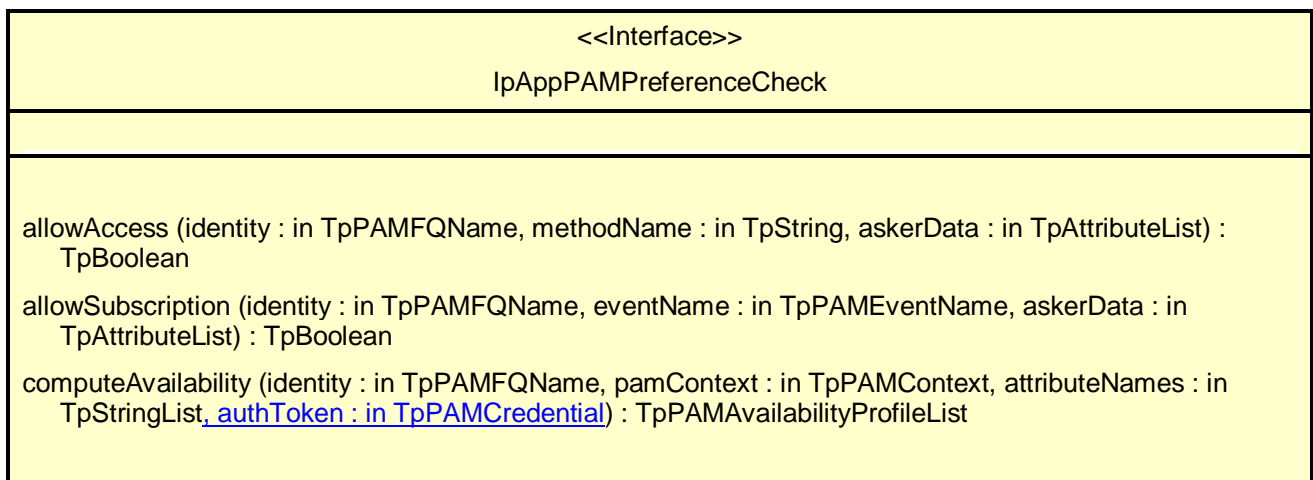 <<Interface>>
IpAppPAMPreferenceCheck
allowAccess (identity : in TpPAMFQName, methodName : in TpString, askerData : in TpAttributeList) :
TpBoolean
allowSubscription (identity : in TpPAMFQName, eventName : in TpPAMEventName, askerData : in
TpAttributeList) : TpBoolean
computeAvailability (identity : in TpPAMFQName, pamContext : in TpPAMContext, attributeNames : in
TpStringList, authToken : in TpPAMCredential) : TpPAMAvailabilityProfileList